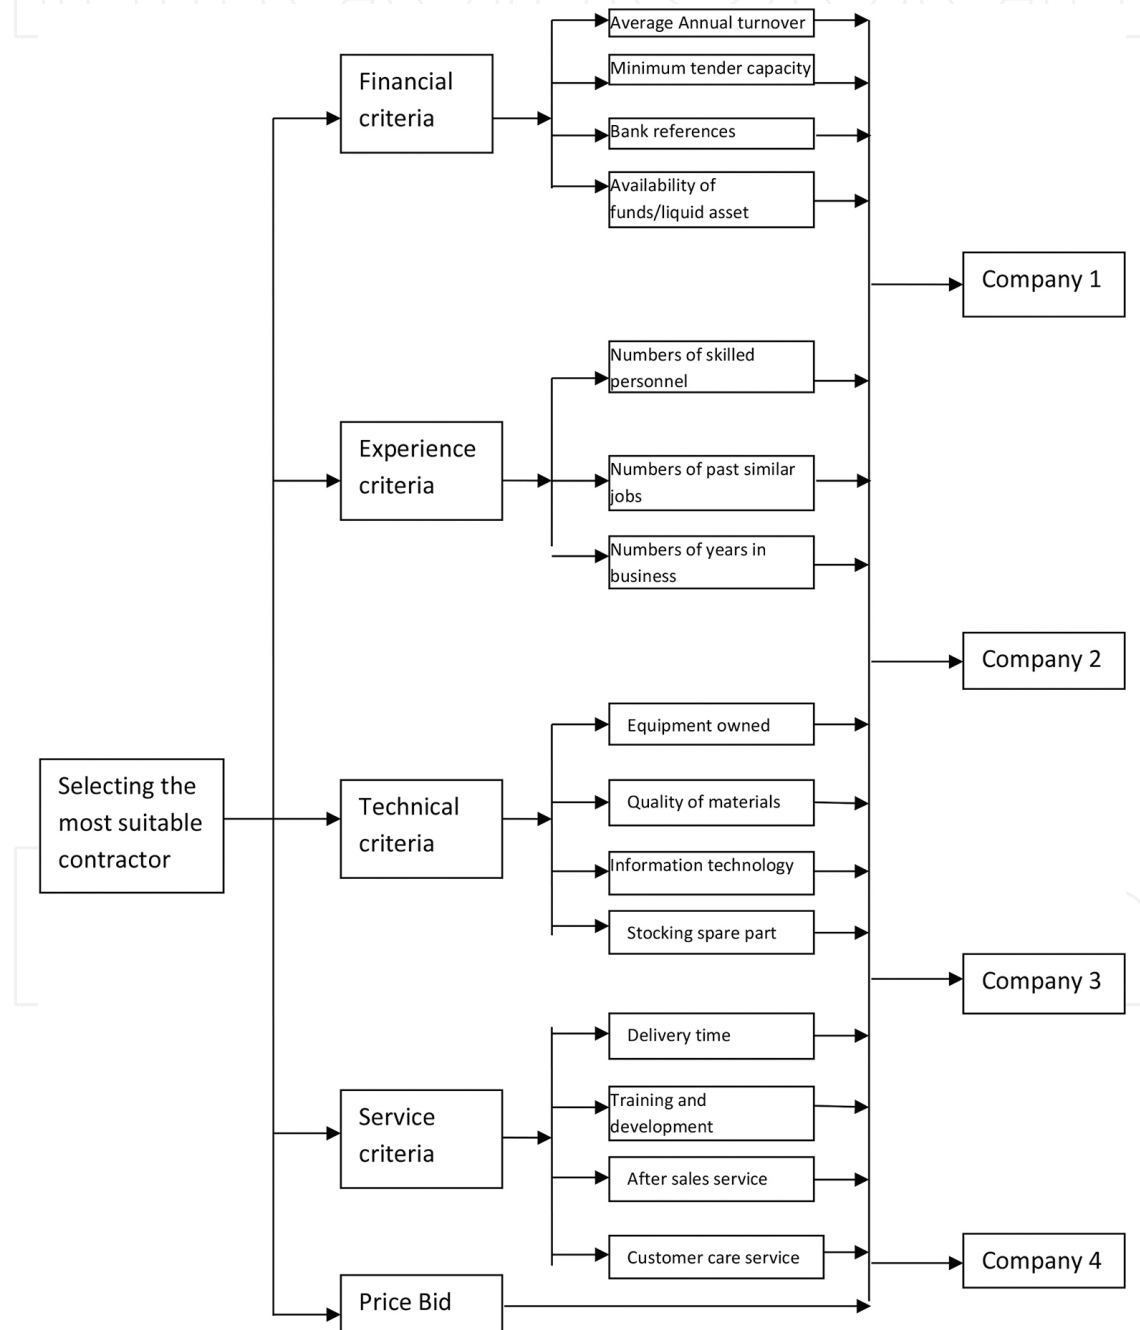 Average Annual turnover
Financial
criteria
Minimum tender capacity
Bank references
Availability of
funds/liquid asset
Company 1
Numbers of skilled
personnel
Experience
criteria
Numbers of past similar
jobs
Numbers of years in
business
Company 2
Equipment owned
Selecting the
most suitable
contractor
Technical
criteria
Quality of materials
Information technology
Stocking spare part
Company 3
Delivery time
Service
criteria
Training and
development
After sales service
Customer care service
Company 4
Price Bid